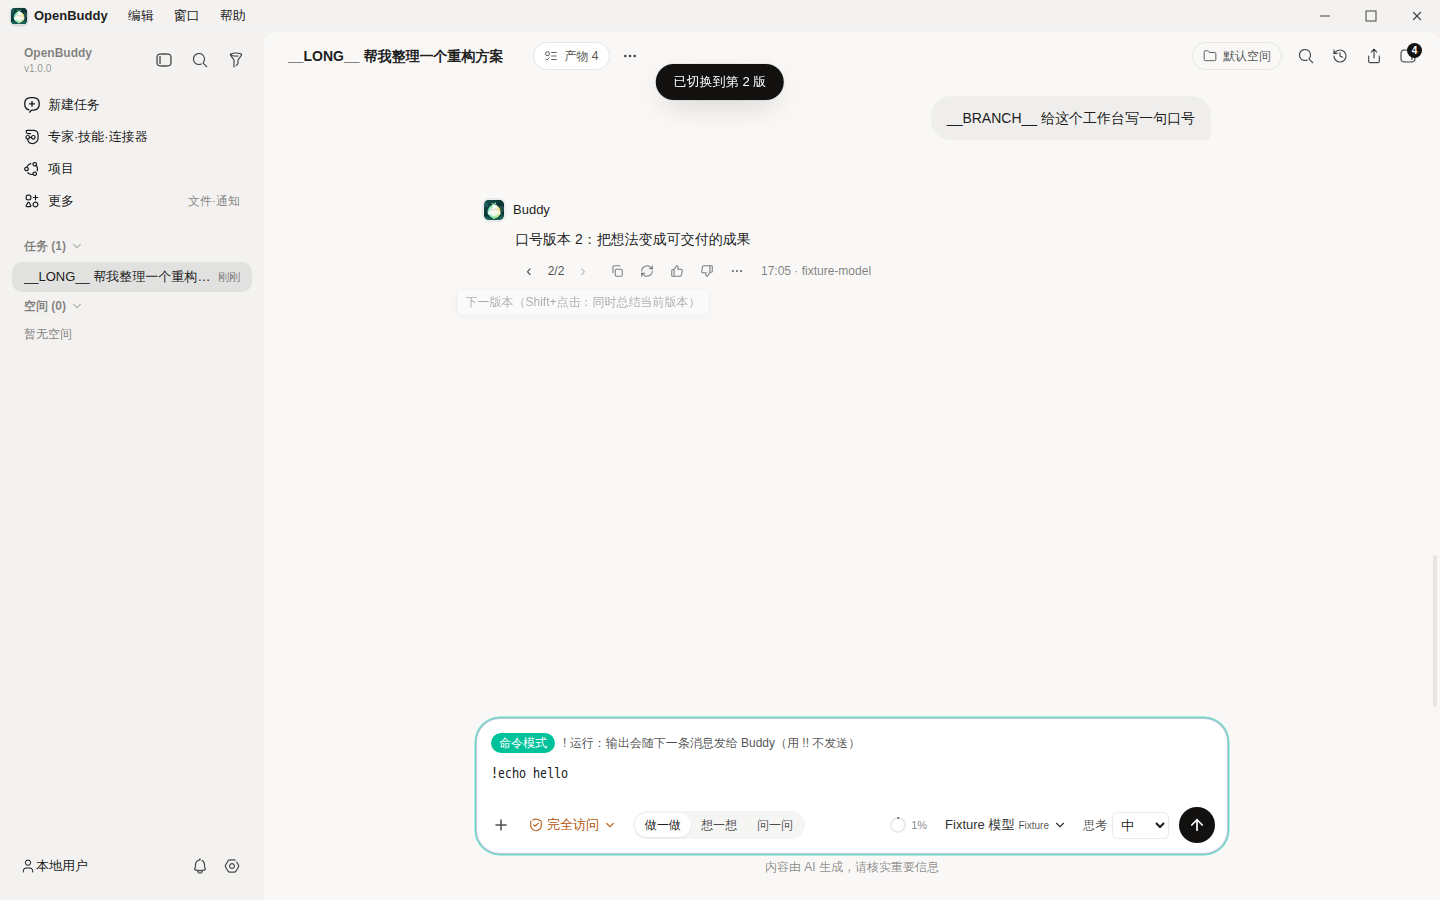 OpenBuddy 编辑 窗口 帮助
OpenBuddy
v1.0.0
新建任务
专家·技能·连接器
项目
更多 文件·通知
任务 (1)
__LONG__ 帮我整理一个重构… 刚刚
空间 (0)
暂无空间
本地用户
__LONG__ 帮我整理一个重构方案 产物 4 默认空间 4
已切换到第 2 版
__BRANCH__ 给这个工作台写一句口号
Buddy
口号版本 2：把想法变成可交付的成果
2/2 17:05 · fixture-model
下一版本（Shift+点击：同时总结当前版本）
命令模式 ! 运行：输出会随下一条消息发给 Buddy（用 !! 不发送）
!echo hello
完全访问 做一做 想一想 问一问 1% Fixture 模型 Fixture 思考 中
内容由 AI 生成，请核实重要信息